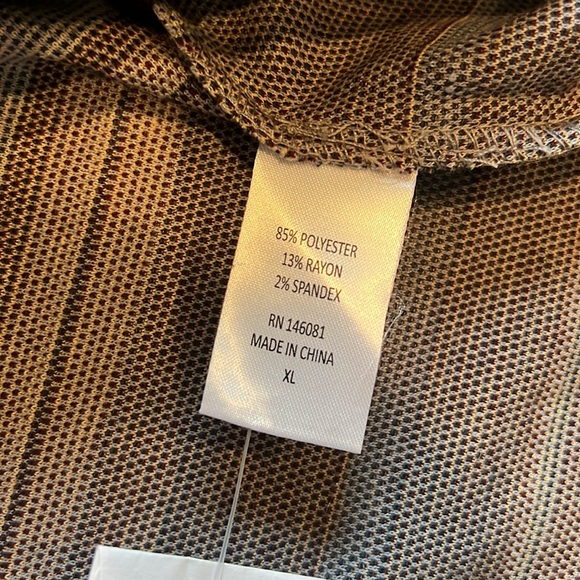 85% POLYESTER
13% RAYON
2% SPANDEX
RN 146081
MADE IN CHINA
XL